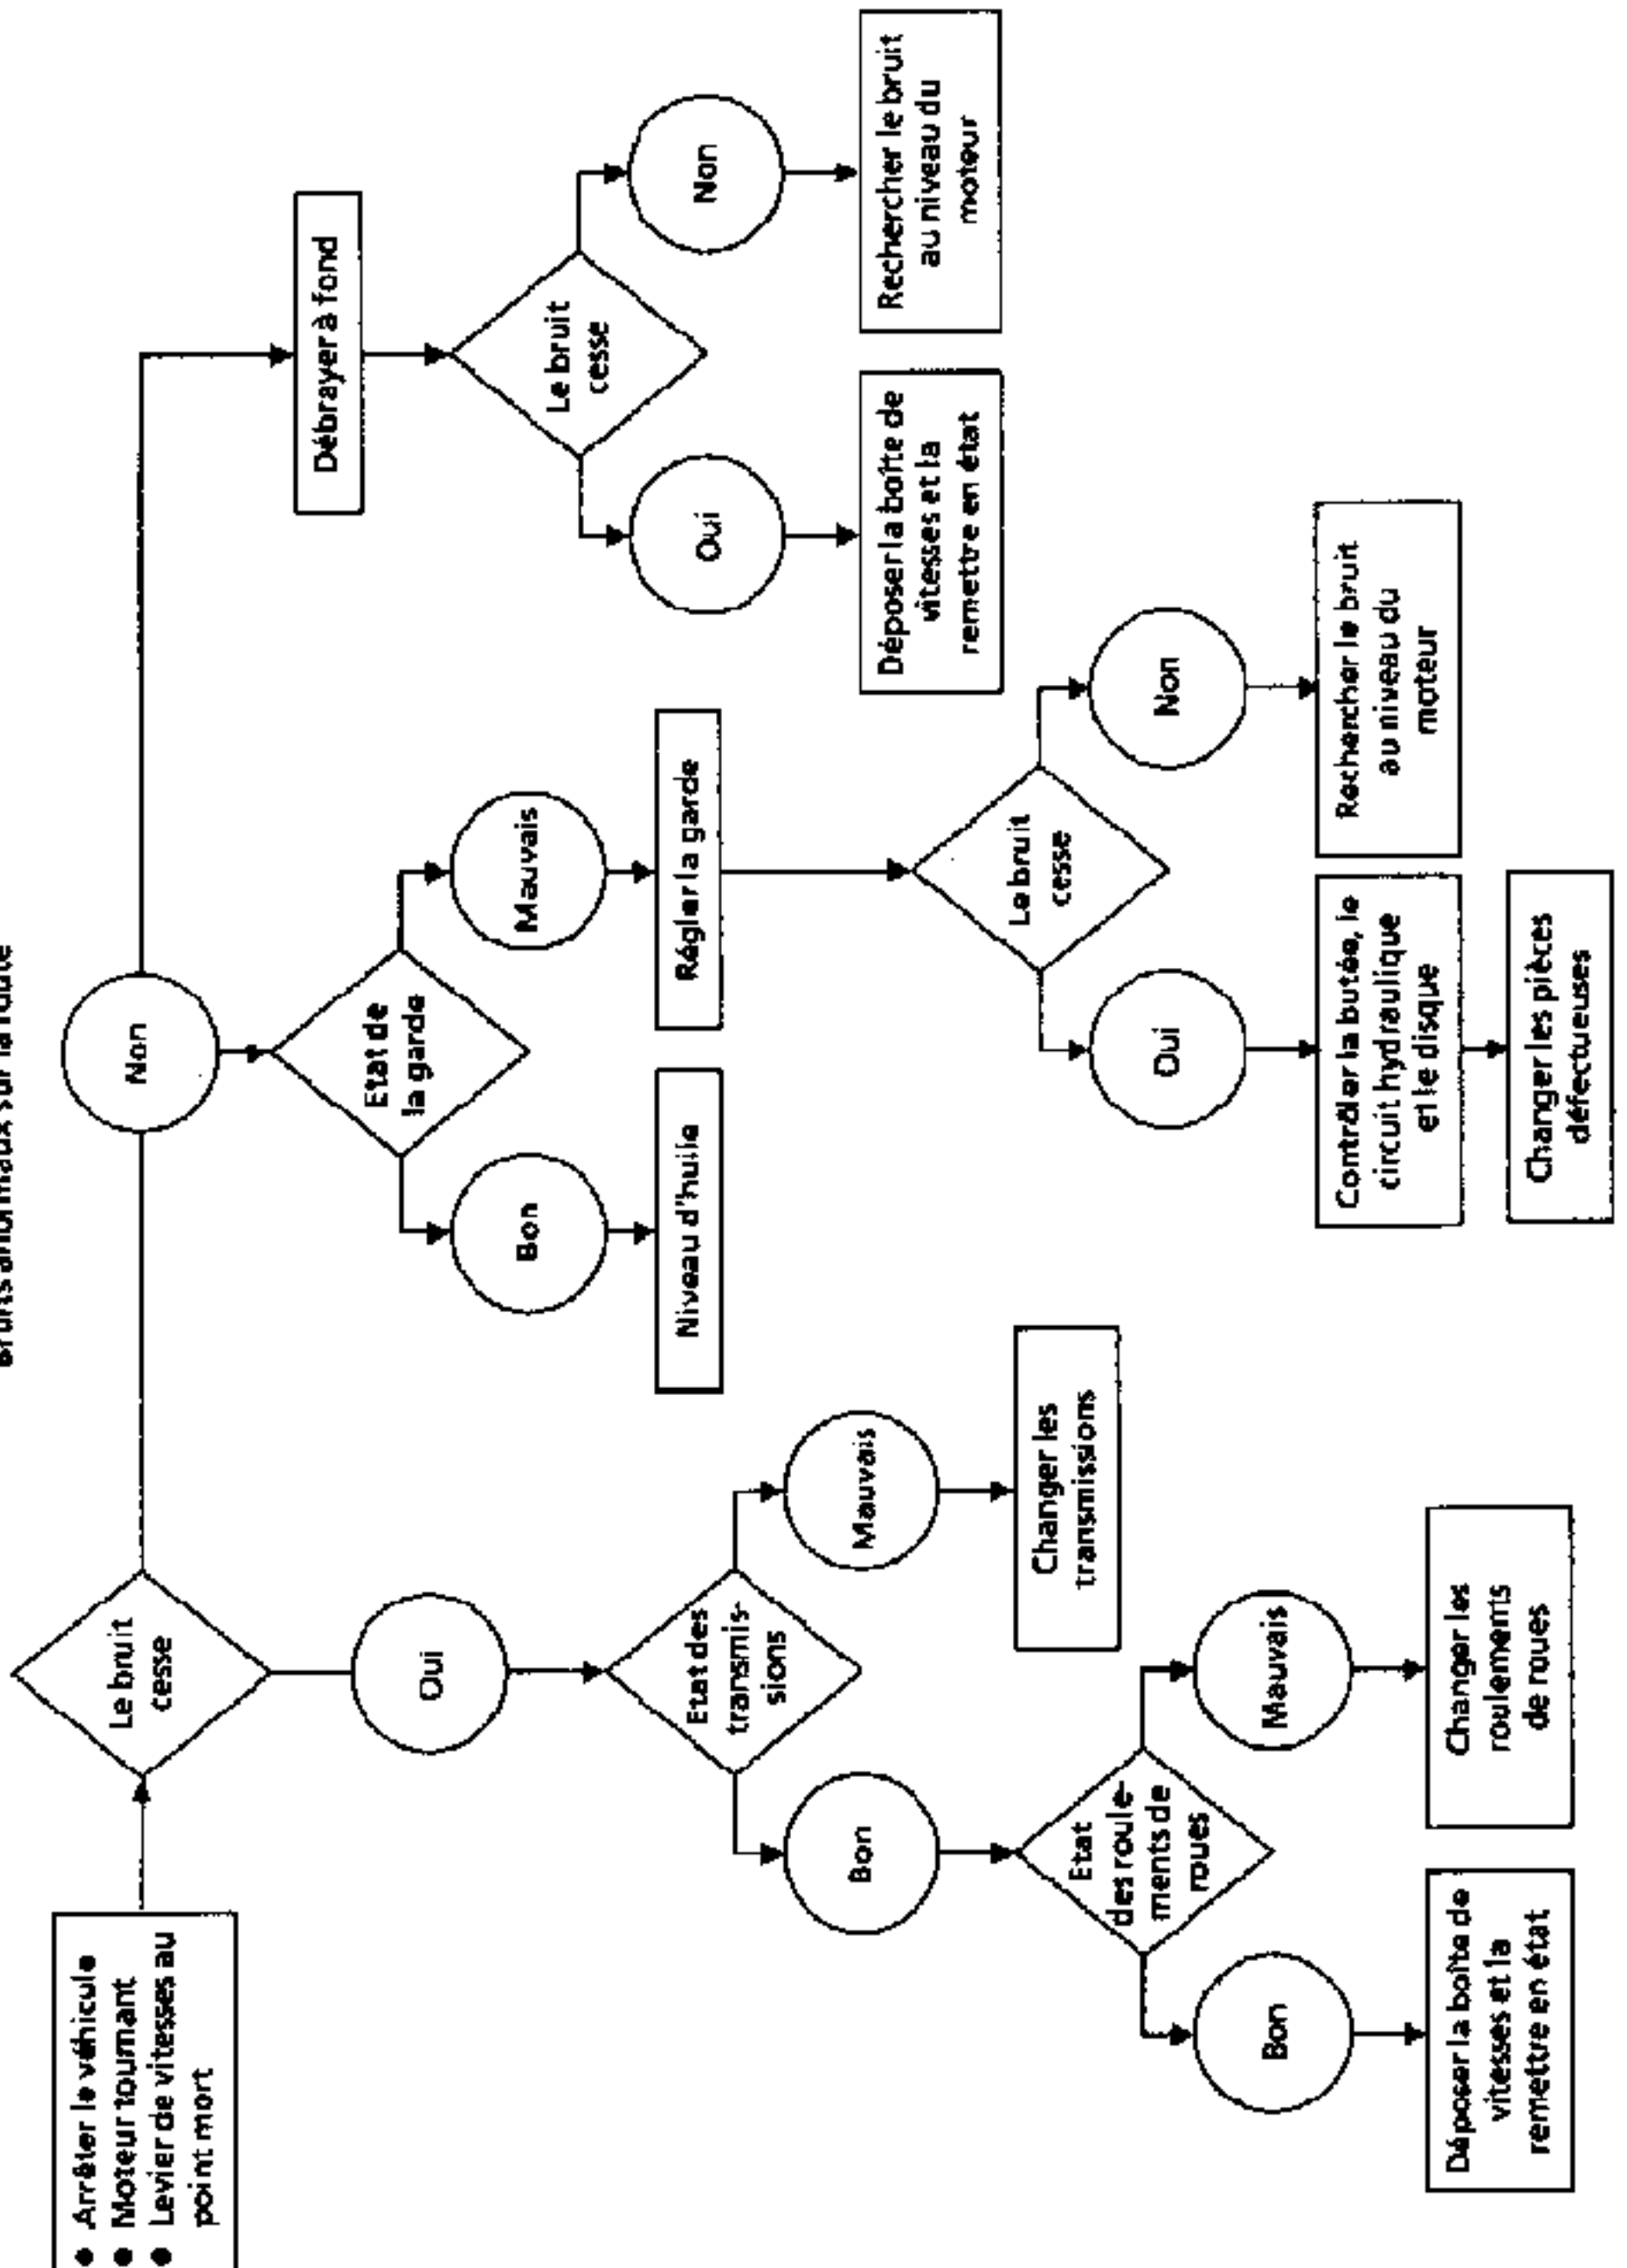 Bruits anormaux sur la route
● Arrêter le véhicule
● Moteur tournant
● Levier de vitesses au
point mort
Le bruit
cesse
Non
Oui
Etat des
transmis-
sions
Bon
Mauvais
Changer les
transmissions
Etat
des roule-
ments de
roues
Bon
Mauvais
Déposer la boîte de
vitesses et la
remettre en état
Changer les
roulements
de roues
Etat de
la garde
Bon
Mauvais
Niveau d'huile
Régler la garde
Le bruit
cesse
Oui
Non
Contrôler la butée, le
circuit hydraulique
et le disque
Changer les pièces
défectueuses
Rechercher le bruit
au niveau du
moteur
Débrayer à fond
Le bruit
cesse
Oui
Non
Déposer la boîte de
vitesses et la
remettre en état
Rechercher le bruit
au niveau du
moteur